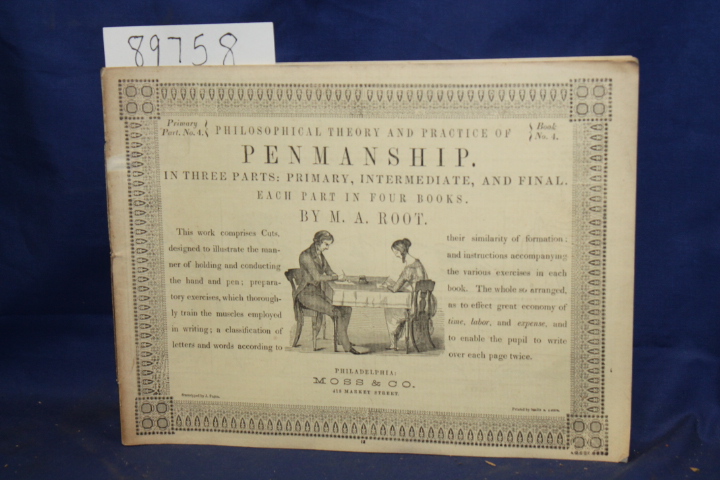 89758
Primary
Part. No. 4.
Book
No. 4.
PHILOSOPHICAL THEORY AND PRACTICE OF
PENMANSHIP.
IN THREE PARTS: PRIMARY, INTERMEDIATE, AND FINAL.
EACH PART IN FOUR BOOKS.
BY M. A. ROOT.
This work comprises Cuts,
designed to illustrate the man-
ner of holding and conducting
the hand and pen; prepara-
tory exercises, which thorough-
ly train the muscles employed
in writing; a classification of
letters and words according to
their similarity of formation;
and instructions accompanying
the various exercises in each
book. The whole so arranged,
as to effect great economy of
time, labor, and expense, and
to enable the pupil to write
over each page twice.
PHILADELPHIA:
MOSS & CO.
MARKET STREET.